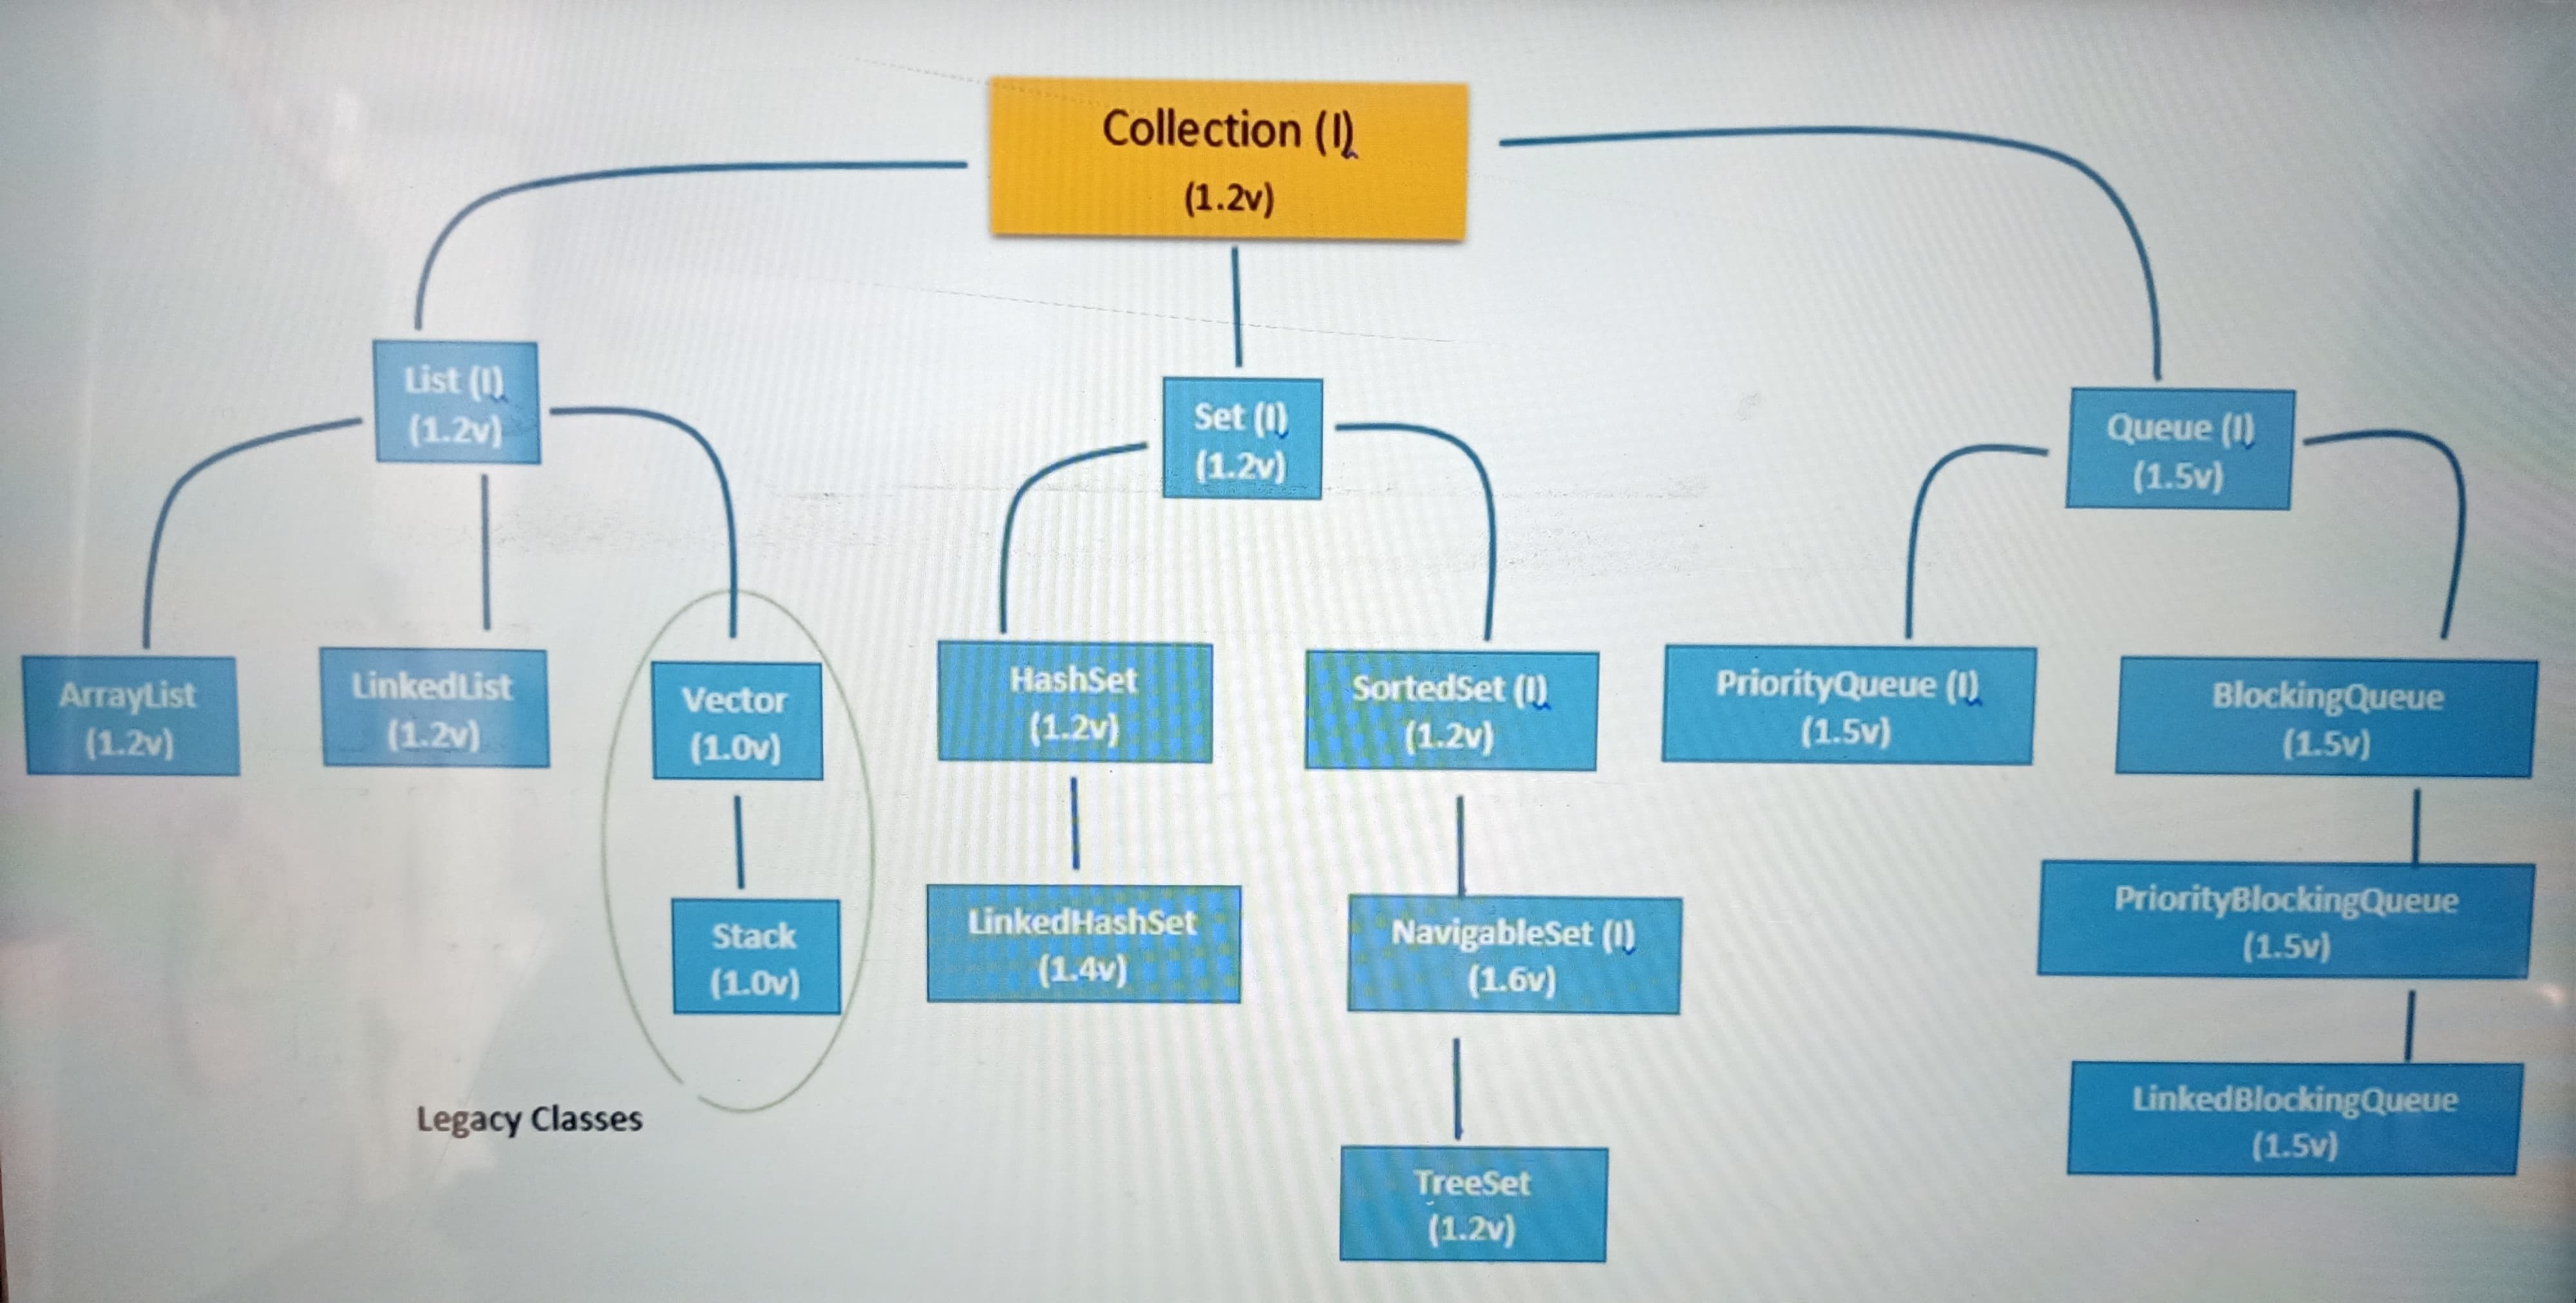 Collection (I)
(1.2v)
List (I)
(1.2v)
Set (I)
(1.2v)
Queue (I)
(1.5v)
ArrayList
(1.2v)
LinkedList
(1.2v)
Vector
(1.0v)
HashSet
(1.2v)
SortedSet (I)
(1.2v)
PriorityQueue (I)
(1.5v)
BlockingQueue
(1.5v)
Stack
(1.0v)
LinkedHashSet
(1.4v)
NavigableSet (I)
(1.6v)
PriorityBlockingQueue
(1.5v)
Legacy Classes
TreeSet
(1.2v)
LinkedBlockingQueue
(1.5v)